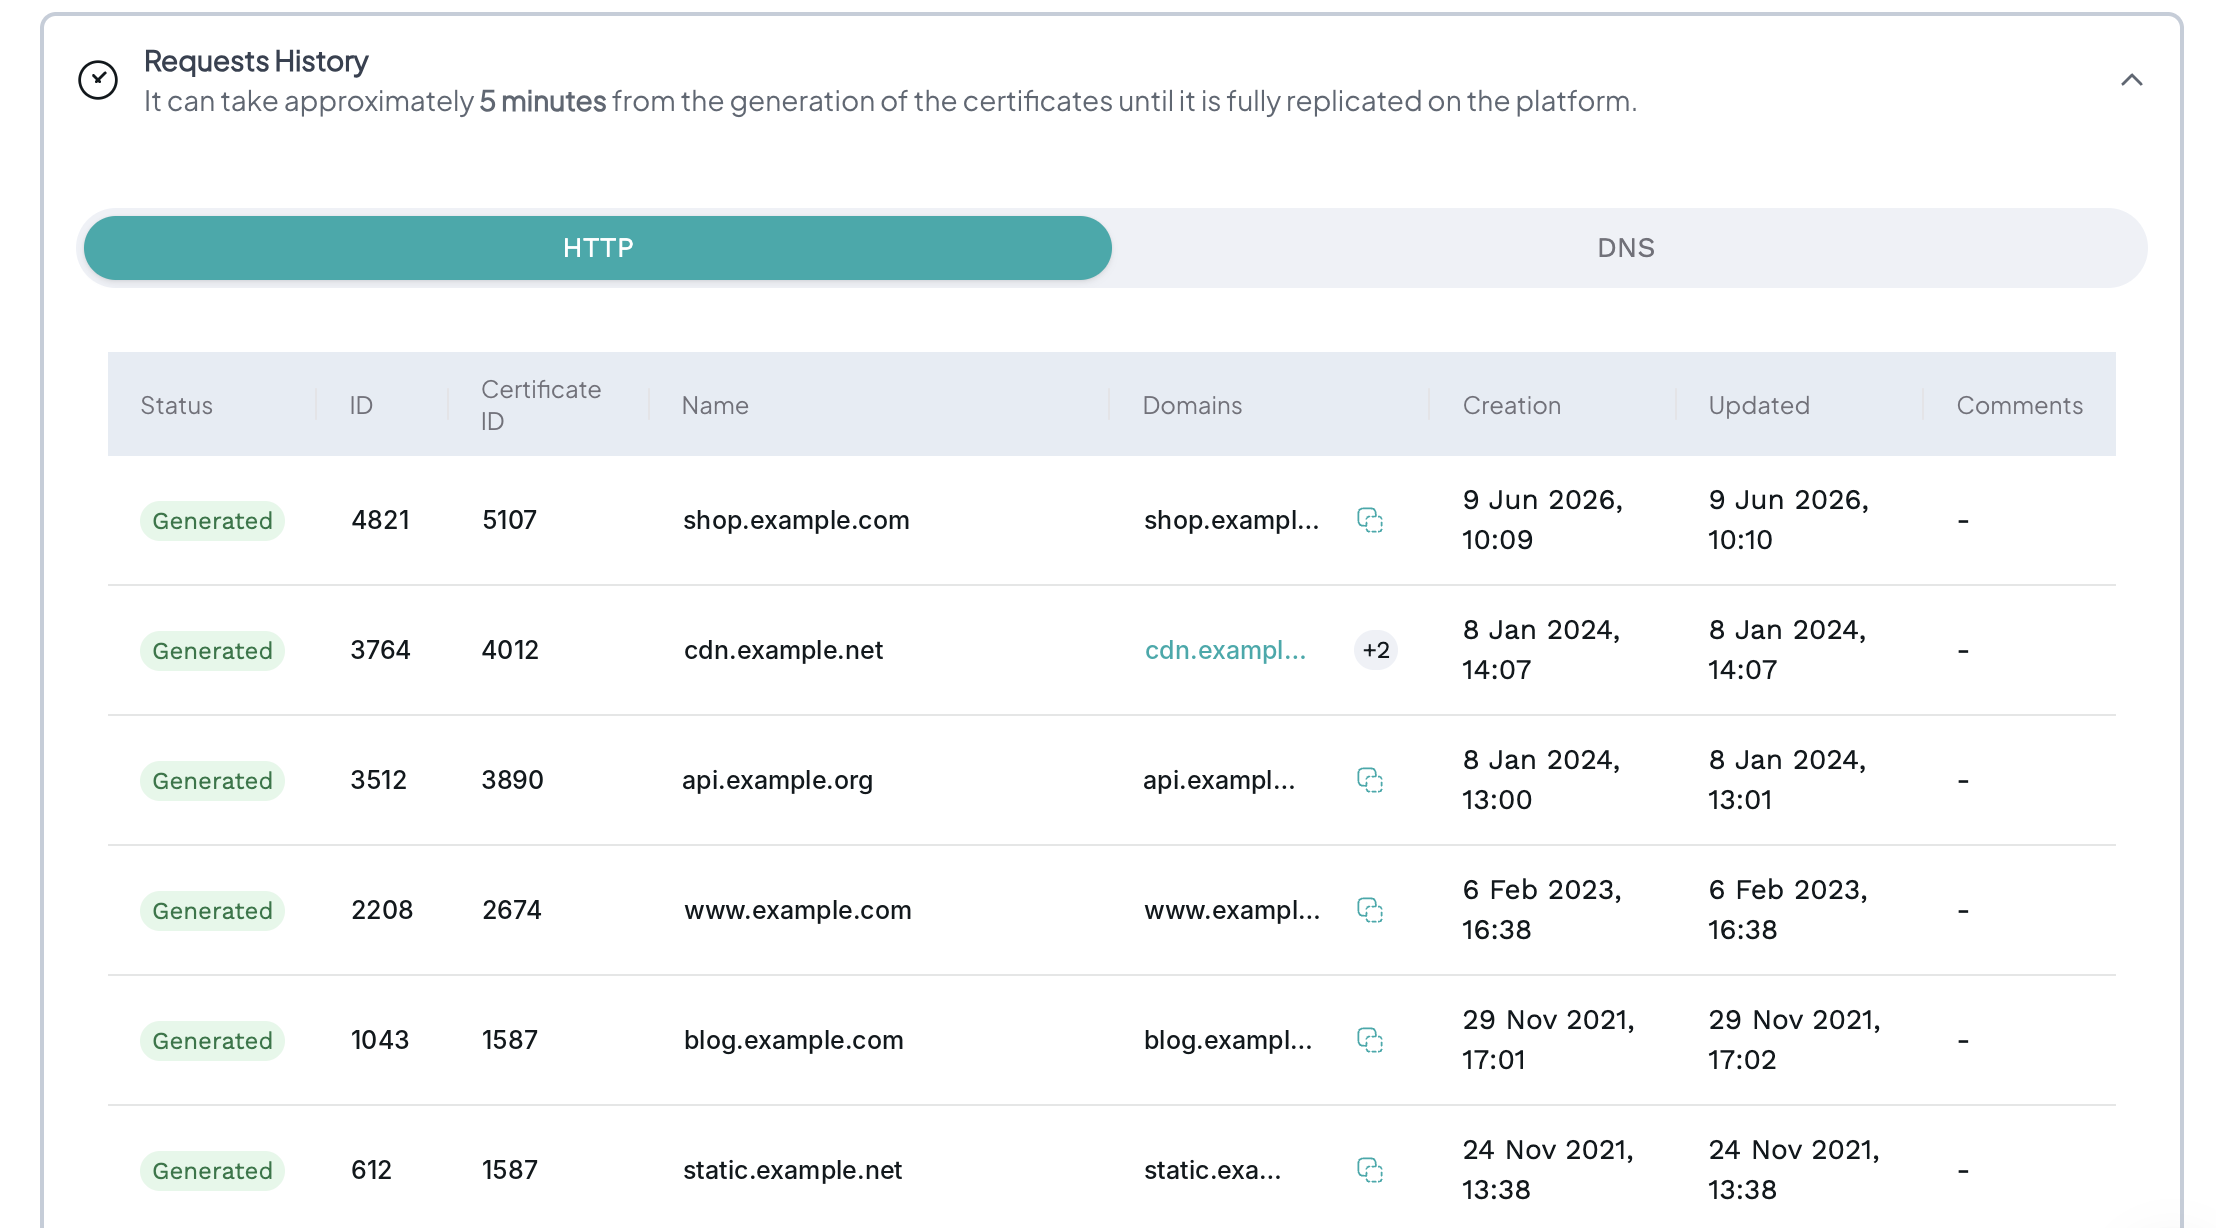 Requests History
It can take approximately 5 minutes from the generation of the certificates until it is fully replicated on the platform.
HTTP DNS
Status ID Certificate ID Name Domains Creation Updated Comments
Generated 4821 5107 shop.example.com shop.exampl... 9 Jun 2026, 10:09 9 Jun 2026, 10:10 -
Generated 3764 4012 cdn.example.net cdn.exampl... +2 8 Jan 2024, 14:07 8 Jan 2024, 14:07 -
Generated 3512 3890 api.example.org api.exampl... 8 Jan 2024, 13:00 8 Jan 2024, 13:01 -
Generated 2208 2674 www.example.com www.exampl... 6 Feb 2023, 16:38 6 Feb 2023, 16:38 -
Generated 1043 1587 blog.example.com blog.exampl... 29 Nov 2021, 17:01 29 Nov 2021, 17:02 -
Generated 612 1587 static.example.net static.exa... 24 Nov 2021, 13:38 24 Nov 2021, 13:38 -